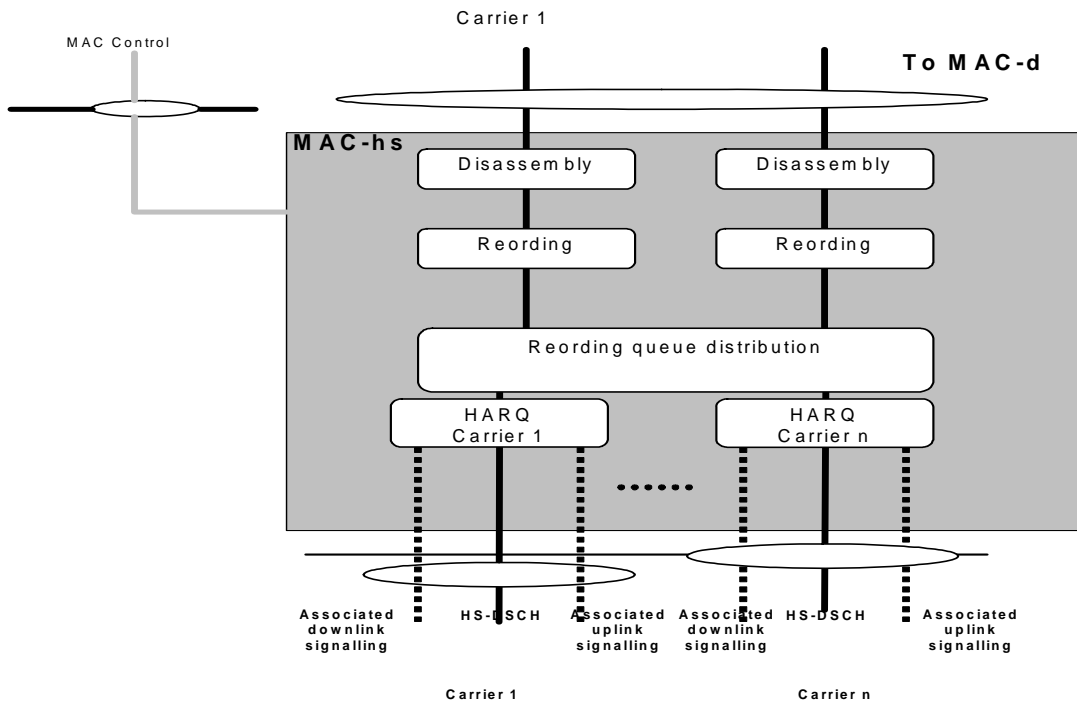 Carrier 1
MAC Control
To MAC-d
MAC-hs
Disassembly
Disassembly
Reording
Reording
Reording queue distribution
HARQ
Carrier 1
HARQ
Carrier n
Associated
downlink
signalling
HS-DSCH
Associated
uplink
signalling
Associated
downlink
signalling
HS-DSCH
Associated
uplink
signalling
Carrier 1
Carrier n